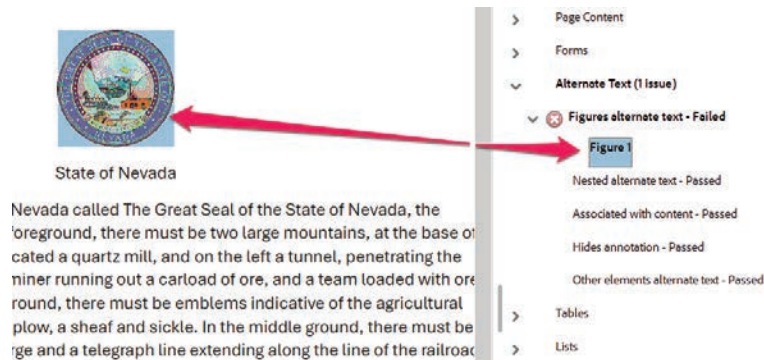 State of Nevada
Nevada called The Great Seal of the State of Nevada, the
foreground, there must be two large mountains, at the base of
cated a quartz mill, and on the left a tunnel, penetrating the
miner running out a carload of ore, and a team loaded with ore
round, there must be emblems indicative of the agricultural
plow, a sheaf and sickle. In the middle ground, there must be
rge and a telegraph line extending along the line of the railroad
Page Content
Forms
Alternate Text (1 issue)
Figures alternate text - Failed
Figure 1
Nested alternate text - Passed
Associated with content - Passed
Hides annotation - Passed
Other elements alternate text - Passed
Tables
Lists